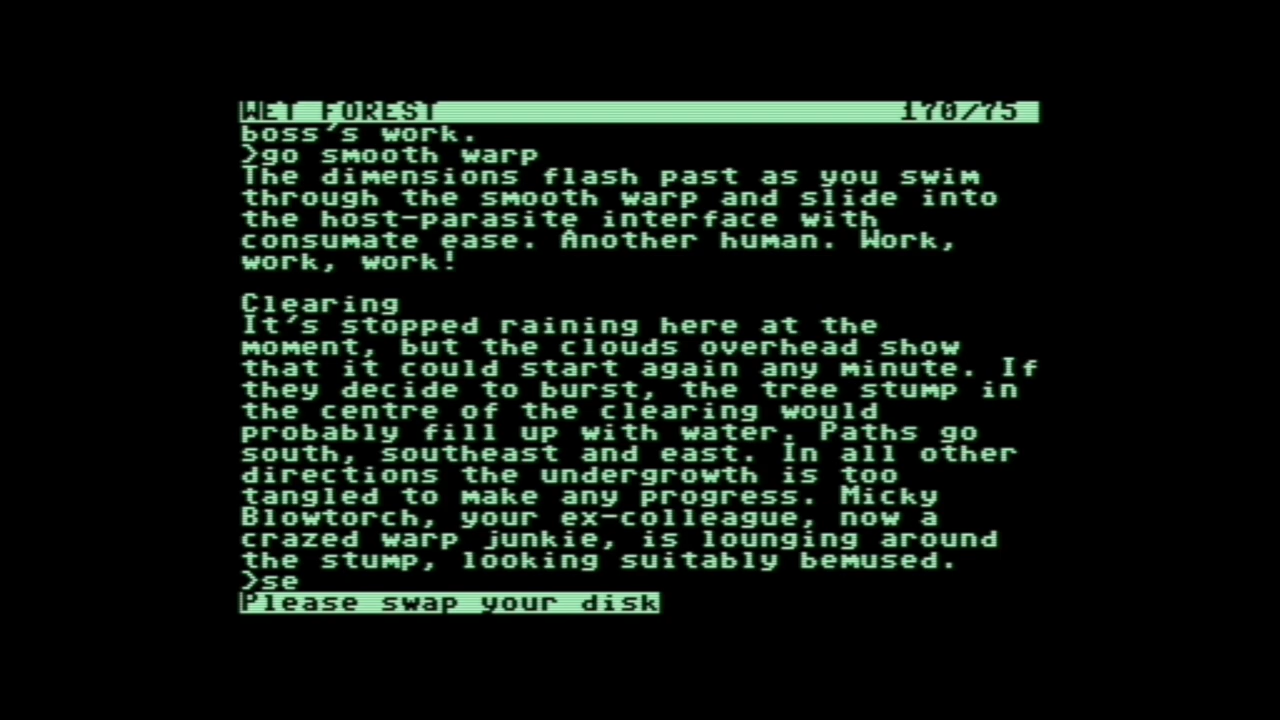 WET FOREST 170/75
boss's work.
>go smooth warp
The dimensions flash past as you swim
through the smooth warp and slide into
the host-parasite interface with
consumate ease. Another human. Work,
work, work!
Clearing
It's stopped raining here at the
moment, but the clouds overhead show
that it could start again any minute. If
they decide to burst, the tree stump in
the centre of the clearing would
probably fill up with water. Paths go
south, southeast and east. In all other
directions the undergrowth is too
tangled to make any progress. Micky
Blowtorch, your ex-colleague, now a
crazed warp junkie, is lounging around
the stump, looking suitably bemused.
>se
Please swap your disk